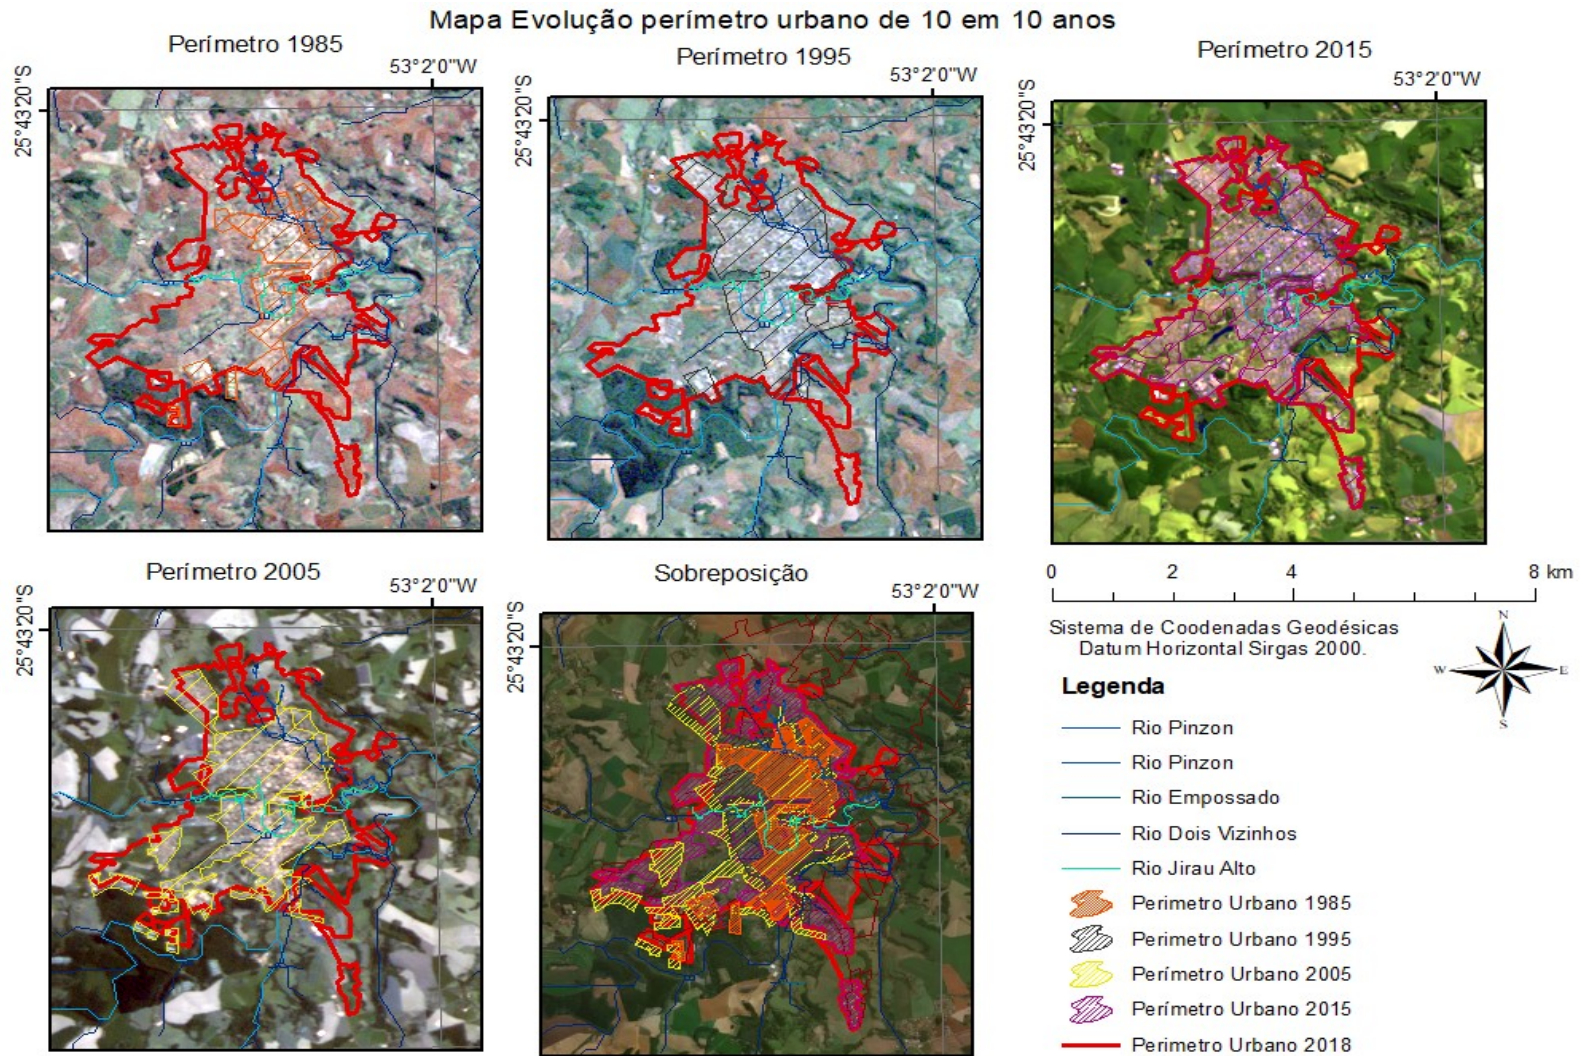 Mapa Evolução perímetro urbano de 10 em 10 anos
Perímetro 1985
53°2'0"W
25°43'20"S
Perímetro 1995
53°2'0"W
25°43'20"S
Perímetro 2015
53°2'0"W
25°43'20"S
Perímetro 2005
53°2'0"W
25°43'20"S
Sobreposição
53°2'0"W
25°43'20"S
0 2 4 8 km
Sistema de Coodenadas Geodésicas
Datum Horizontal Sirgas 2000.
N
W E
S
Legenda
Rio Pinzon
Rio Pinzon
Rio Empossado
Rio Dois Vizinhos
Rio Jirau Alto
Perimetro Urbano 1985
Perimetro Urbano 1995
Perímetro Urbano 2005
Perímetro Urbano 2015
Perimetro Urbano 2018